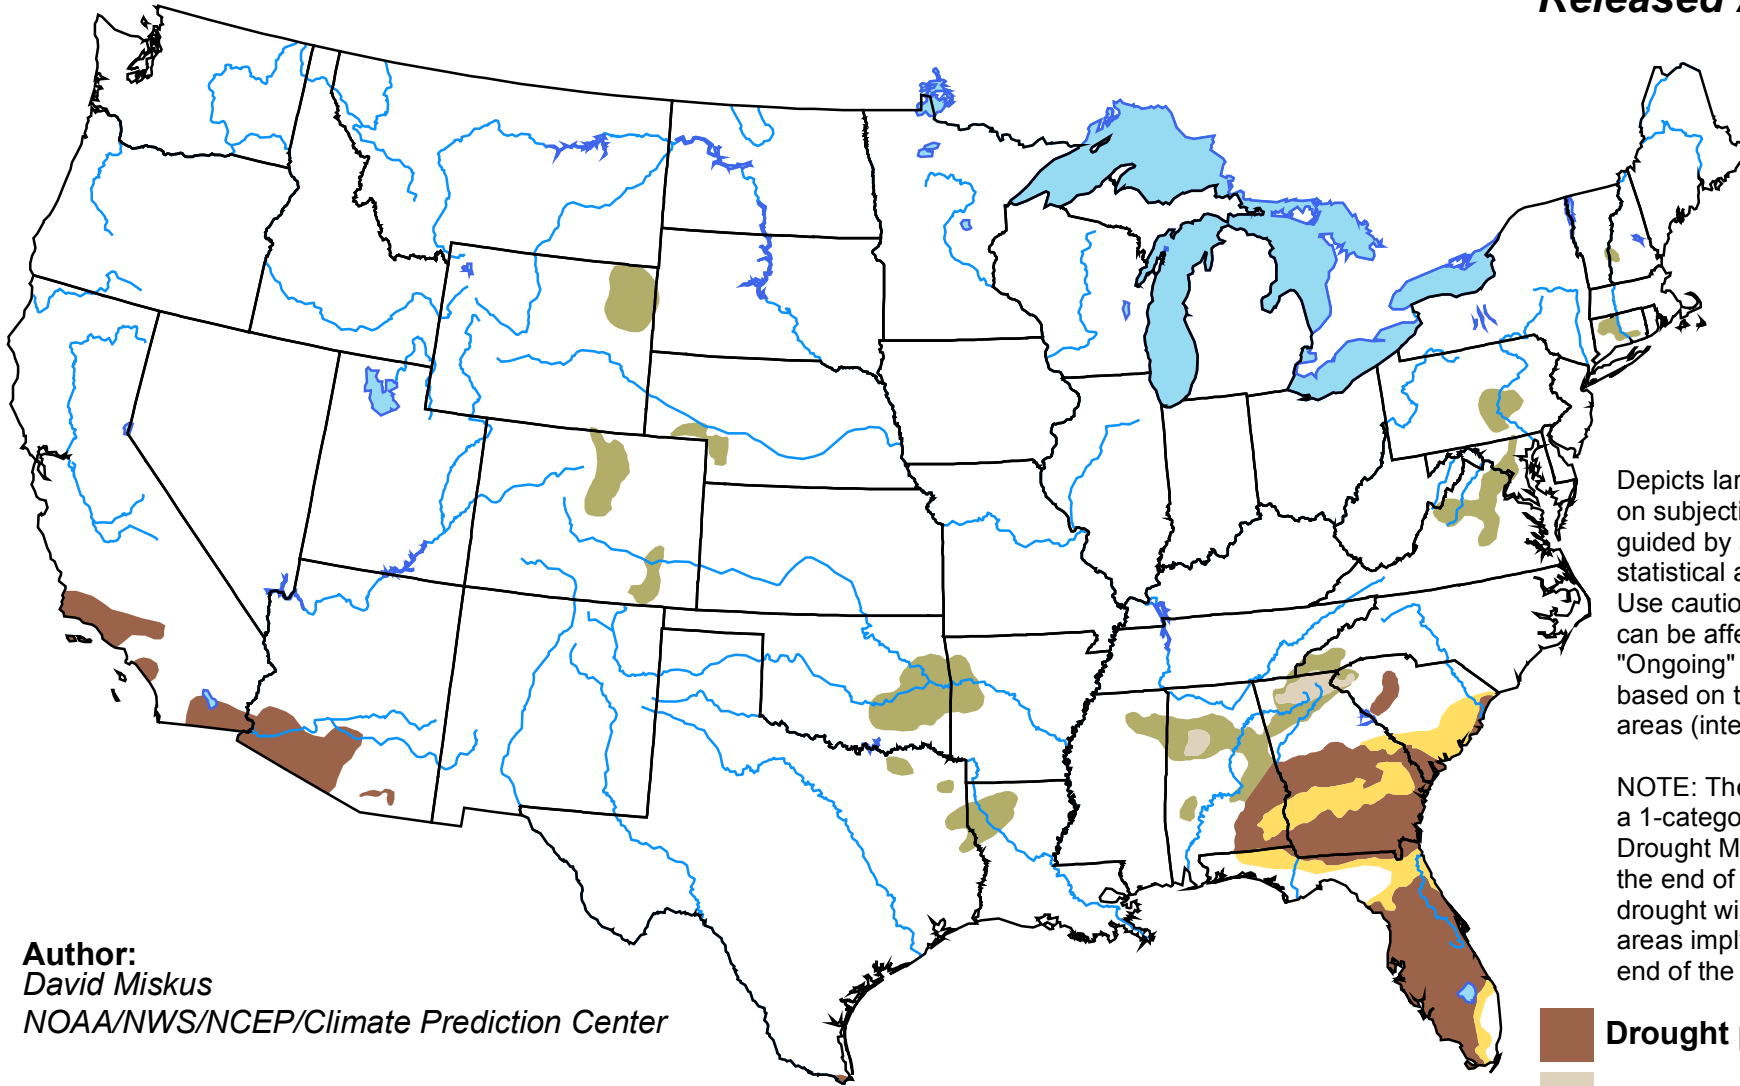 Released
Depicts lar
on subjecti
guided by
statistical a
Use cautio
can be affe
"Ongoing"
based on t
areas (inte
NOTE: The
a 1-catego
Drought M
the end of
drought wi
areas impl
end of the
Author:
David Miskus
NOAA/NWS/NCEP/Climate Prediction Center
Drought